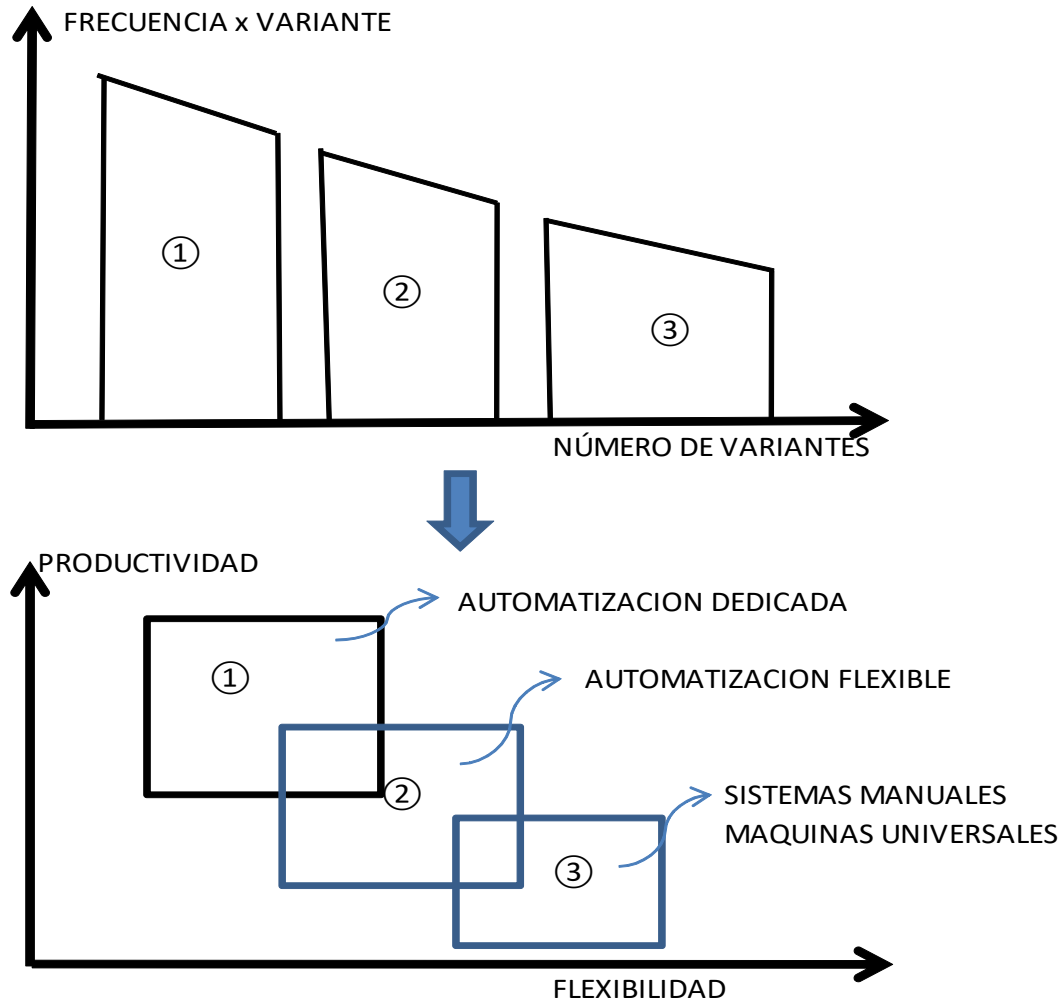 FRECUENCIA x VARIANTE
①
②
③
NÚMERO DE VARIANTES
PRODUCTIVIDAD
AUTOMATIZACION DEDICADA
①
AUTOMATIZACION FLEXIBLE
②
SISTEMAS MANUALES
MAQUINAS UNIVERSALES
③
FLEXIBILIDAD